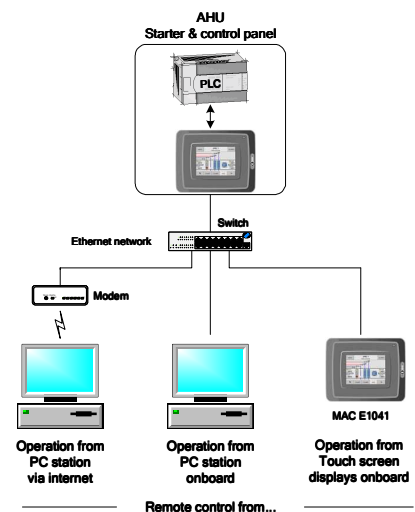 AHU
Starter & control panel
PLC
Switch
Ethernet network
Modem
MAC E1041
Operation from
PC station
via internet
Operation from
PC station
onboard
Operation from
Touch screen
displays onboard
Remote control from...